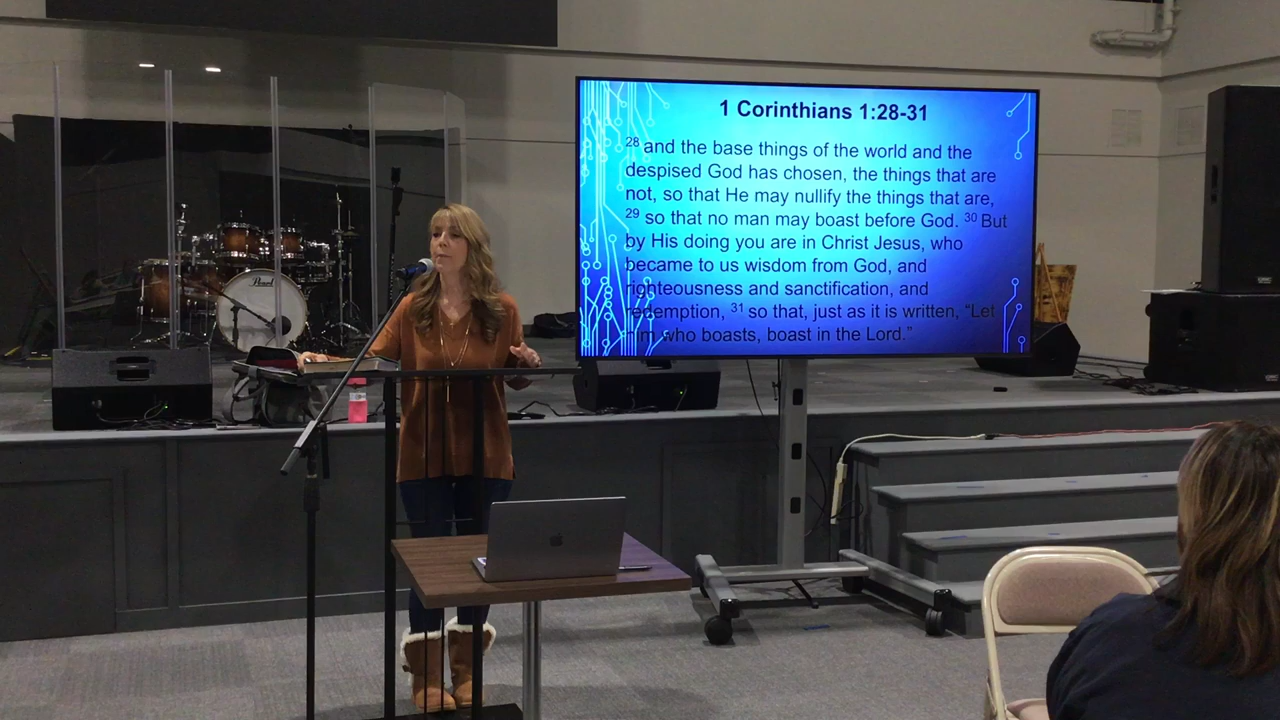 1 Corinthians 1:28-31
28 and the base things of the world and the
despised God has chosen, the things that are
not, so that He may nullify the things that are,
29 so that no man may boast before God. 30 But
by His doing you are in Christ Jesus, who
became to us wisdom from God, and
righteousness and sanctification, and
redemption, 31 so that, just as it is written, “Let
him who boasts, boast in the Lord.”
Pearl